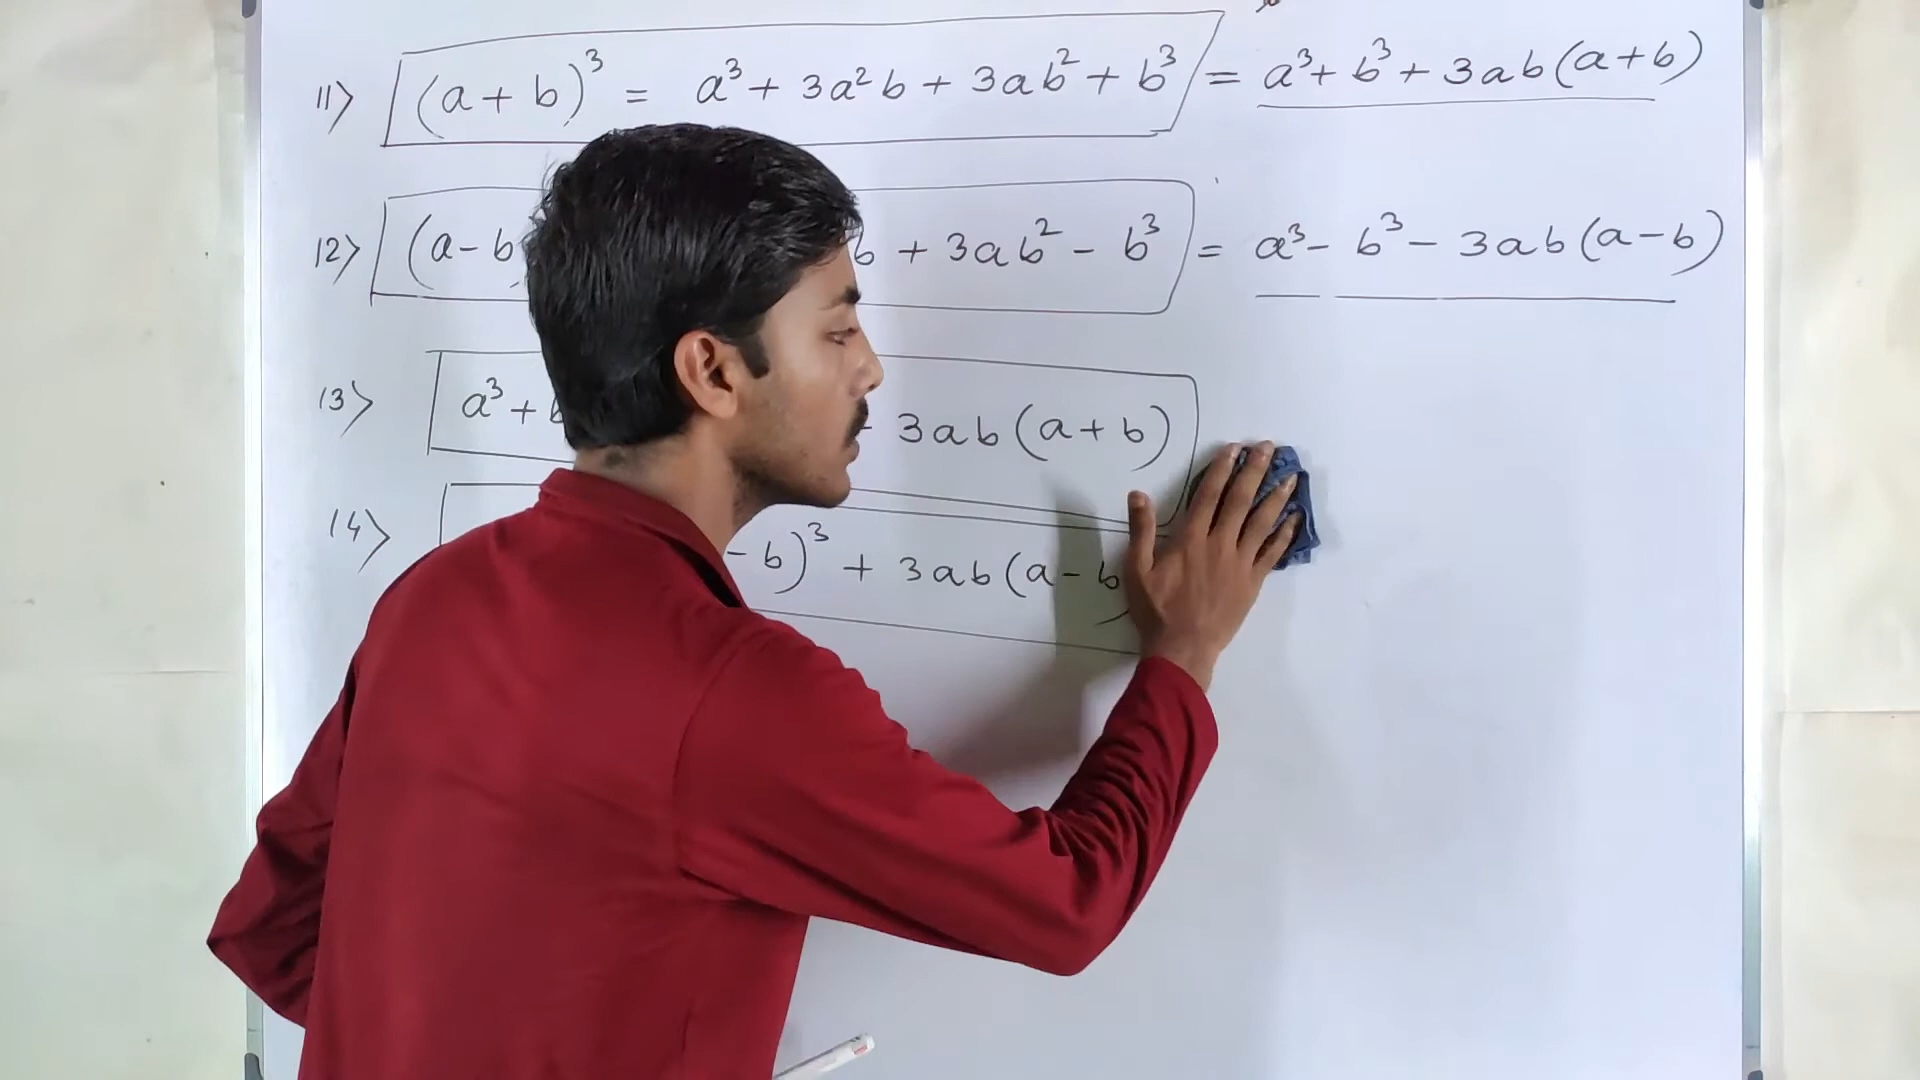 11) (a + b)³ = a³ + 3a²b + 3ab² + b³ = a³ + b³ + 3ab(a + b)
12) (a - b b + 3ab² - b³ = a³ - b³ - 3ab(a - b)
13) a³ + b - 3ab(a + b)
14) - b)³ + 3ab(a - b)